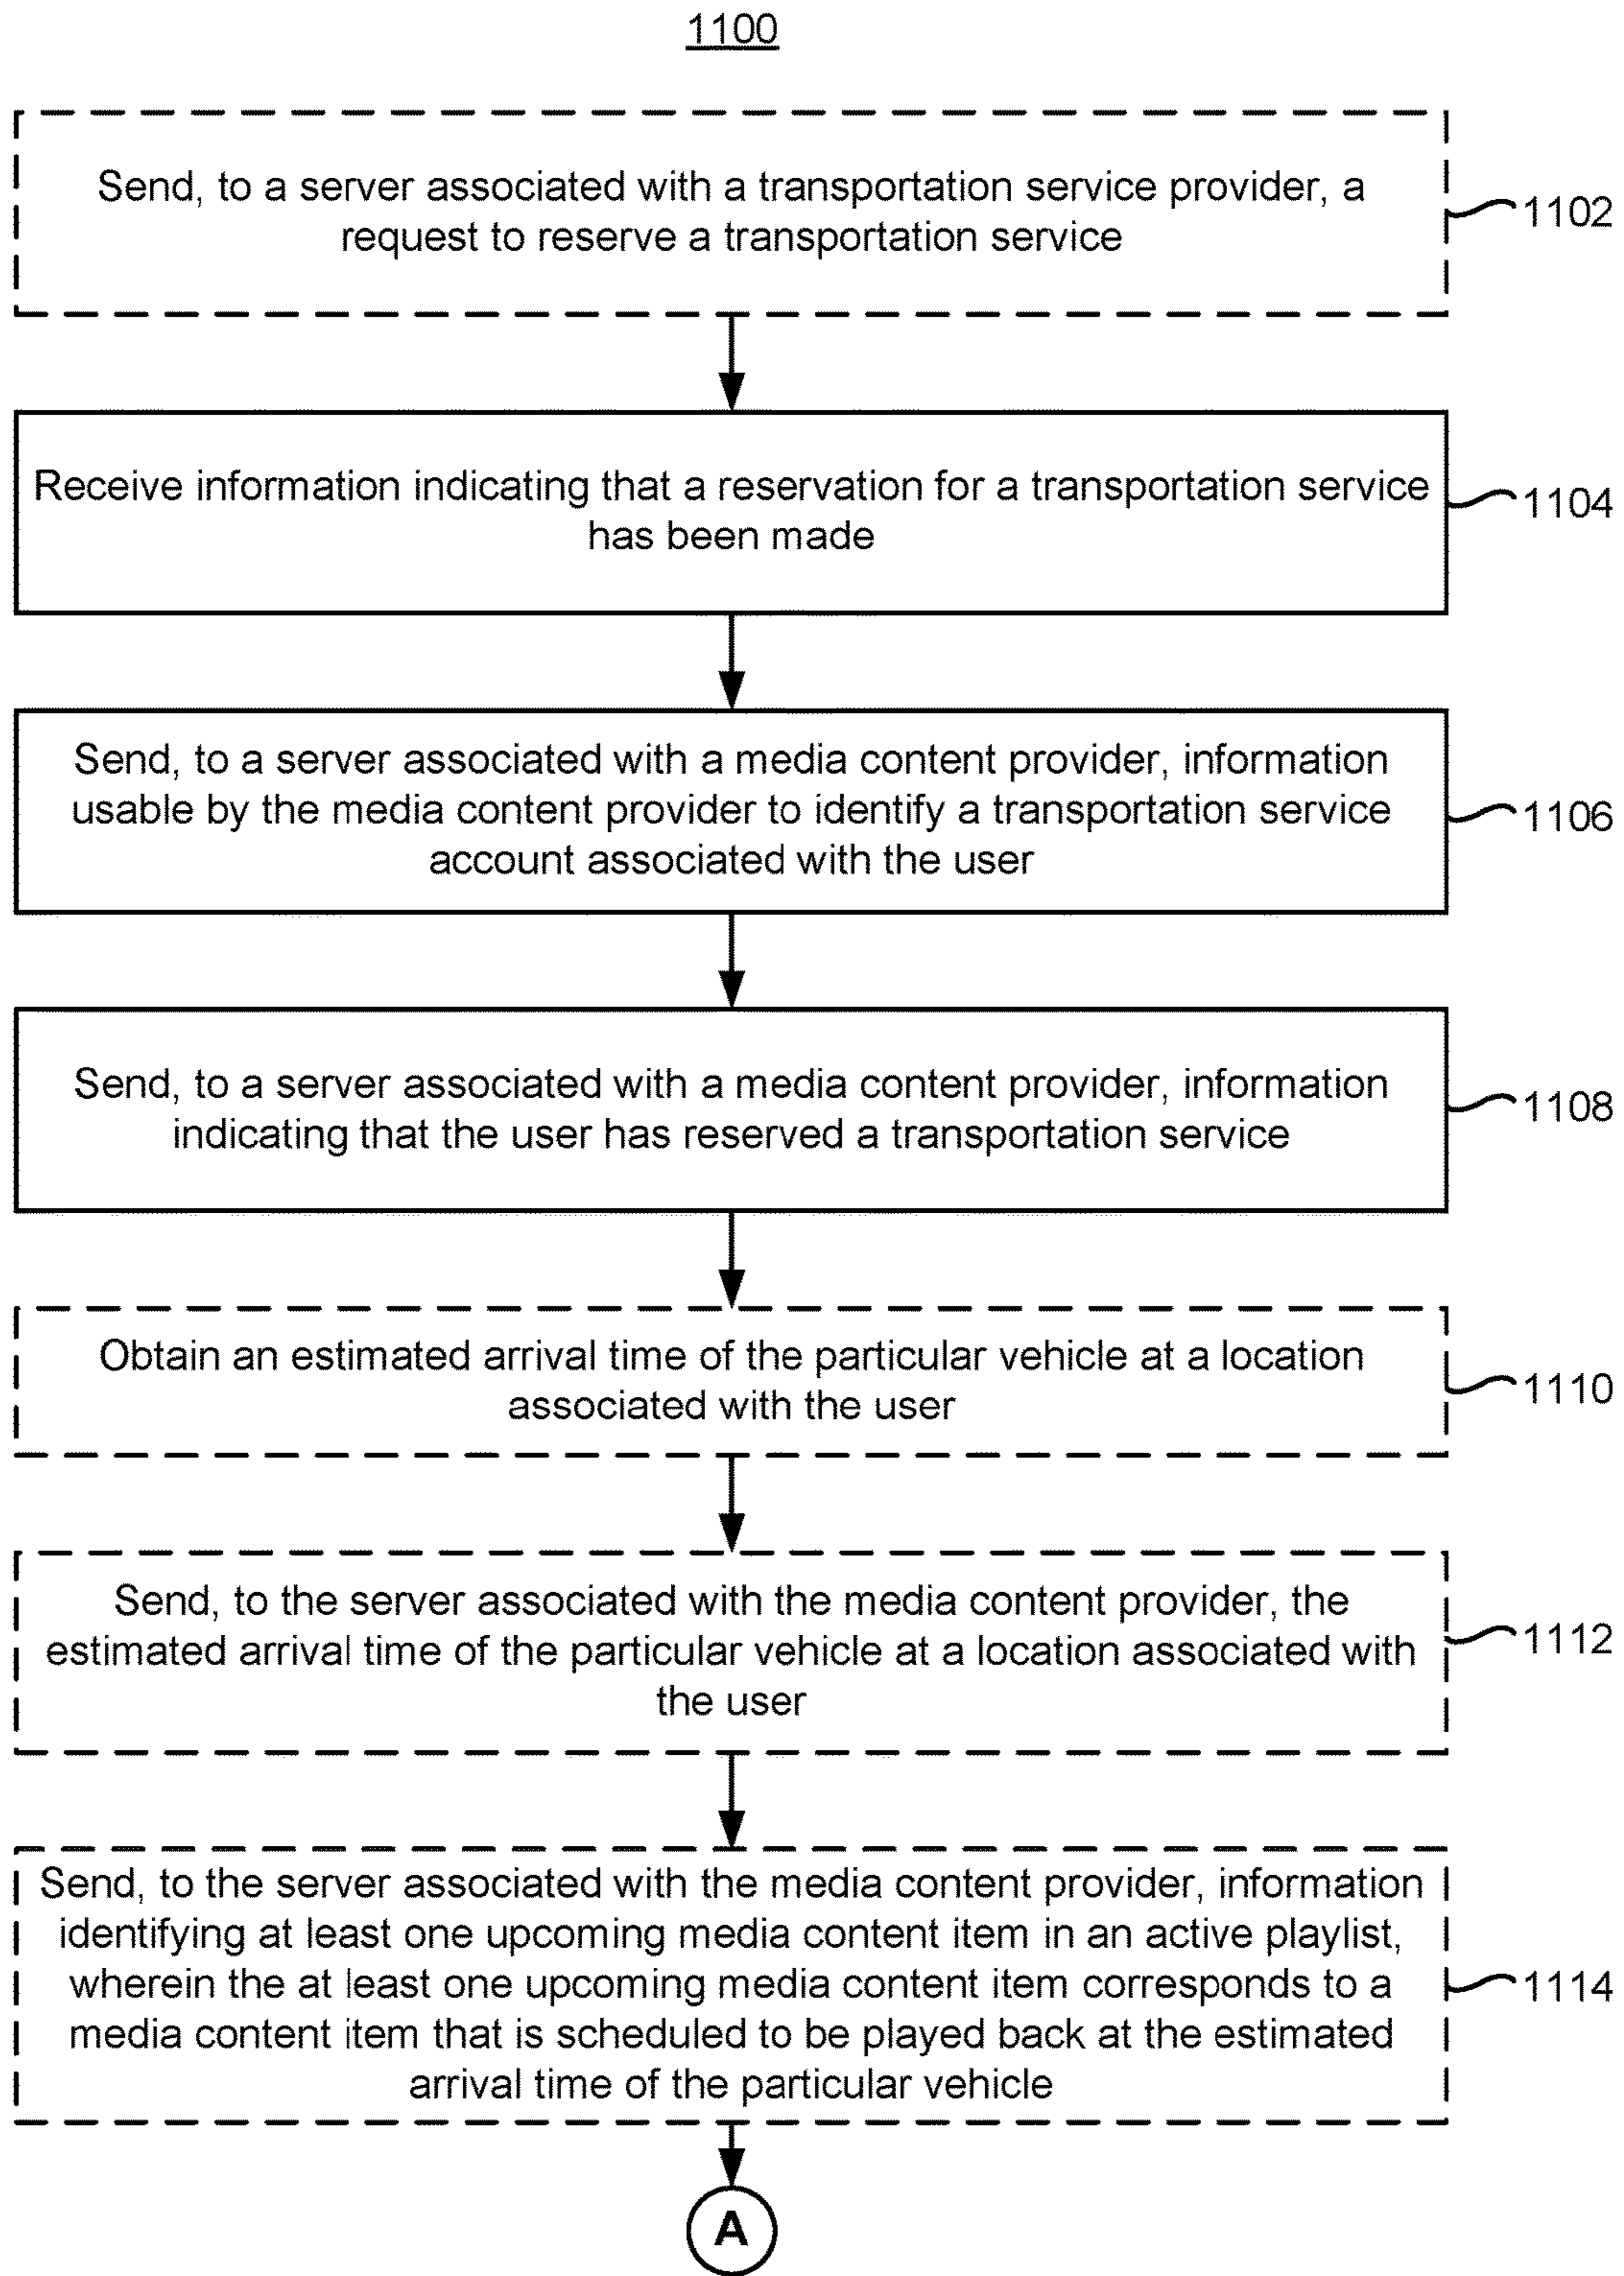 1100
Send, to a server associated with a transportation service provider, a
request to reserve a transportation service
1102
Receive information indicating that a reservation for a transportation service
has been made
1104
Send, to a server associated with a media content provider, information
usable by the media content provider to identify a transportation service
account associated with the user
1106
Send, to a server associated with a media content provider, information
indicating that the user has reserved a transportation service
1108
Obtain an estimated arrival time of the particular vehicle at a location
associated with the user
1110
Send, to the server associated with the media content provider, the
estimated arrival time of the particular vehicle at a location associated with
the user
1112
Send, to the server associated with the media content provider, information
identifying at least one upcoming media content item in an active playlist,
wherein the at least one upcoming media content item corresponds to a
media content item that is scheduled to be played back at the estimated
arrival time of the particular vehicle
1114
A